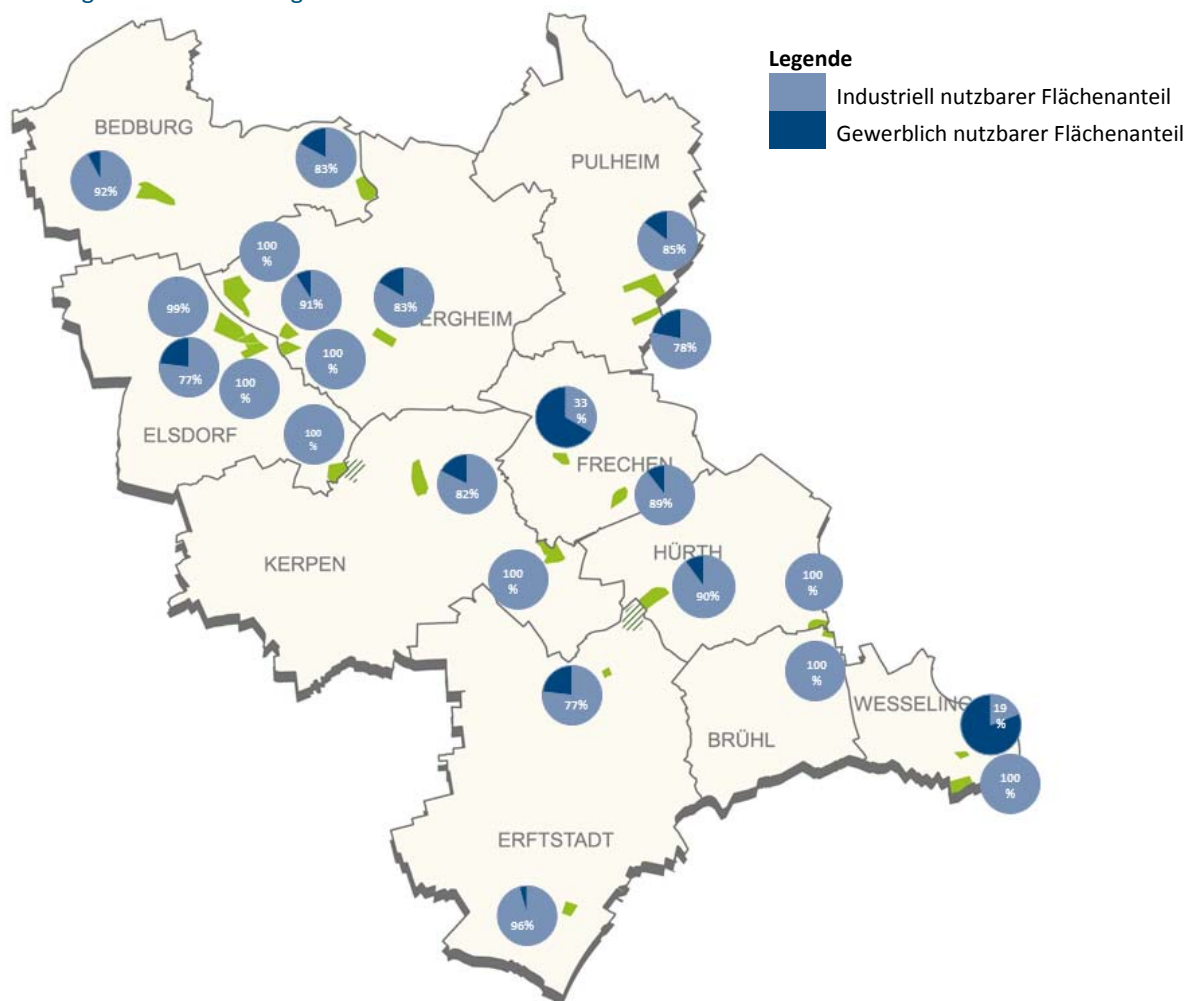 Legende
Industriell nutzbarer Flächenanteil
Gewerblich nutzbarer Flächenanteil
BEDBURG
PULHEIM
83%
92%
85%
100
%
99%
91%
83%
ERGHEIM
78%
100
%
77%
100
%
33
%
ELSDORF
100
%
FRECHEN
82%
89%
KERPEN
HÜRTH
100
%
90%
100
%
100
%
77%
WESSELING
19
%
BRÜHL
100
%
ERFTSTADT
96%